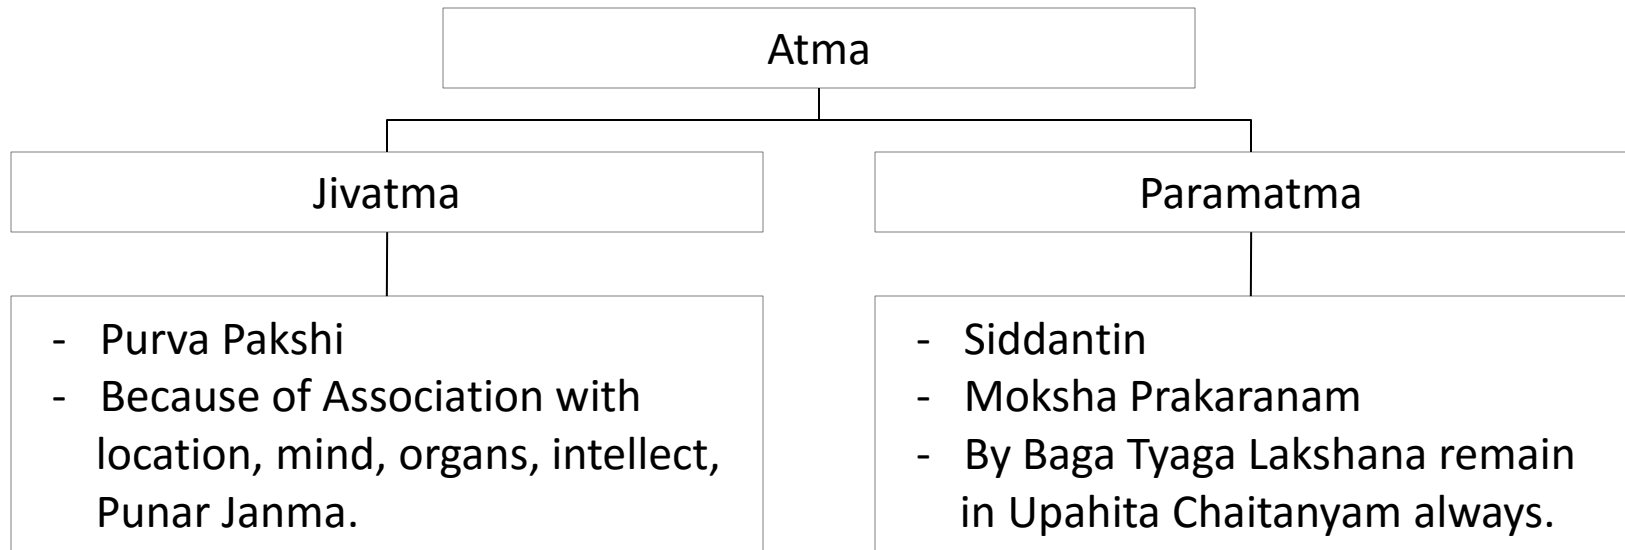 Atma
Jivatma
Paramatma
- Purva Pakshi
- Because of Association with
location, mind, organs, intellect,
Punar Janma.
- Siddantin
- Moksha Prakaranam
- By Baga Tyaga Lakshana remain
in Upahita Chaitanyam always.